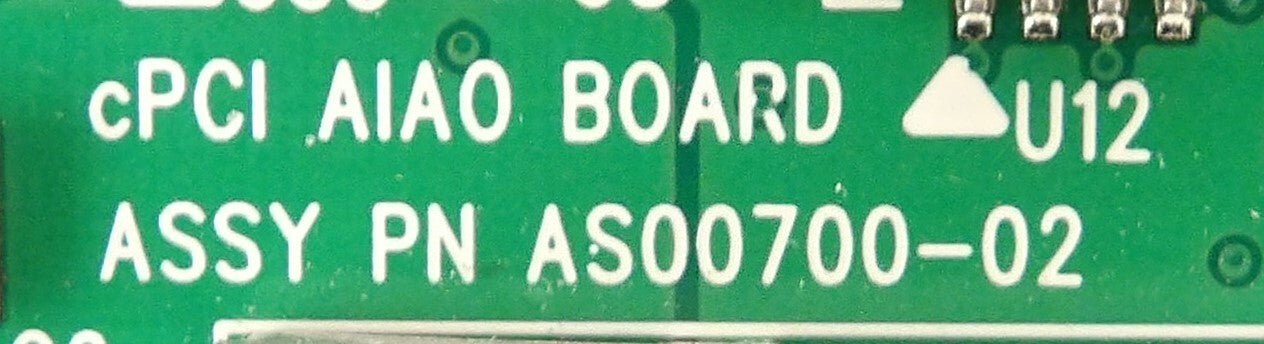 cPCI AIAO BOARD
U12
ASSY PN AS00700-02